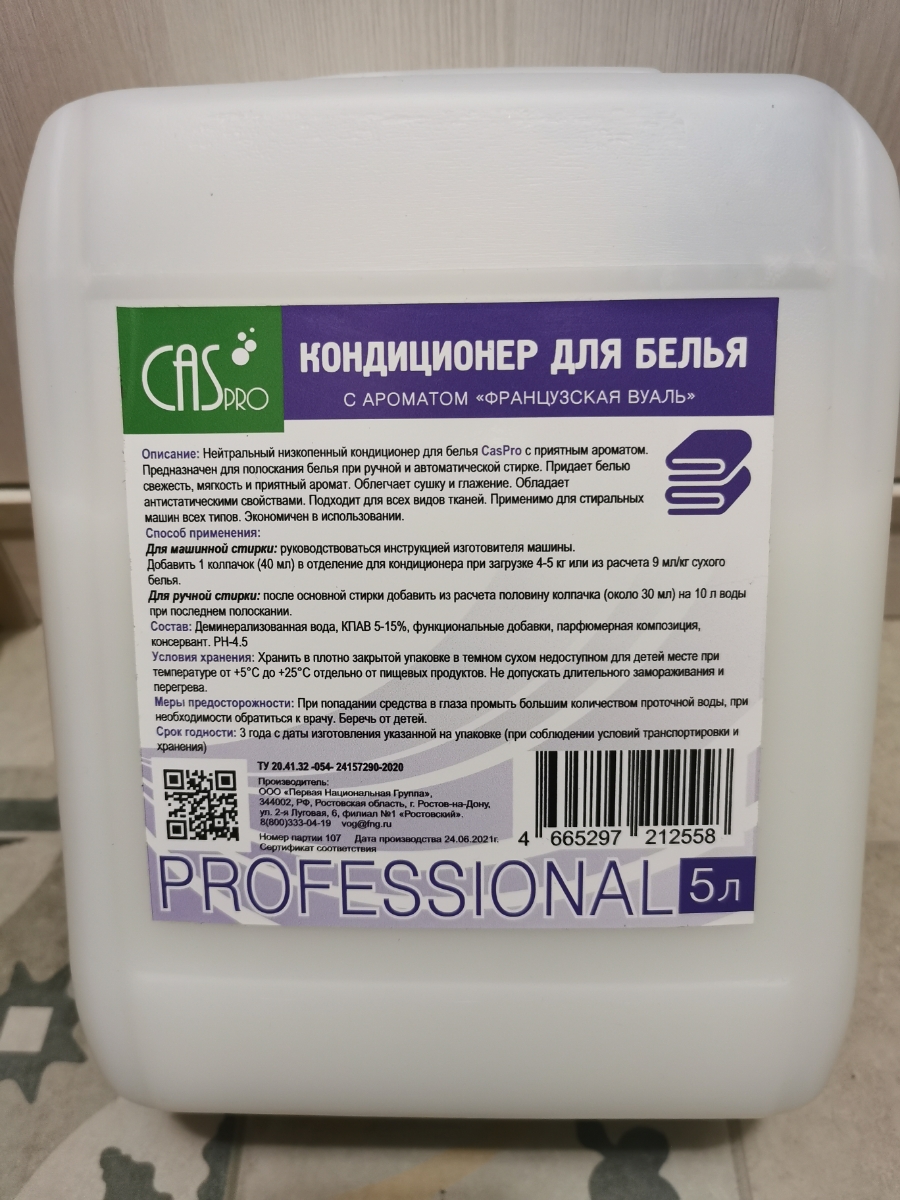 CAS PRO
КОНДИЦИОНЕР ДЛЯ БЕЛЬЯ
С АРОМАТОМ «ФРАНЦУЗСКАЯ ВУАЛЬ»
Описание: Нейтральный низкопенный кондиционер для белья CasPro с приятным ароматом.
Предназначен для полоскания белья при ручной и автоматической стирке. Придает белью
свежесть, мягкость и приятный аромат. Облегчает сушку и глажение. Обладает
антистатическими свойствами. Подходит для всех видов тканей. Применимо для стиральных
машин всех типов. Экономичен в использовании.
Способ применения:
Для машинной стирки: руководствоваться инструкцией изготовителя машины.
Добавить 1 колпачок (40 мл) в отделение для кондиционера при загрузке 4-5 кг или из расчета 9 мл/кг сухого
белья.
Для ручной стирки: после основной стирки добавить из расчета половину колпачка (около 30 мл) на 10 л воды
при последнем полоскании.
Состав: Деминерализованная вода, КПАВ 5-15%, функциональные добавки, парфюмерная композиция,
консервант. PH-4.5
Условия хранения: Хранить в плотно закрытой упаковке в темном сухом недоступном для детей месте при
температуре от +5°С до +25°С отдельно от пищевых продуктов. Не допускать длительного замораживания и
перегрева.
Меры предосторожности: При попадании средства в глаза промыть большим количеством проточной воды, при
необходимости обратиться к врачу. Беречь от детей.
Срок годности: 3 года с даты изготовления указанной на упаковке (при соблюдении условий транспортировки и
хранения)
ТУ 20.41.32 -054- 24157290-2020
Производитель:
ООО «Первая Национальная Группа»,
344002, РФ, Ростовская область, г. Ростов-на-Дону,
ул. 2-я Луговая, 6, филиал №1 «Ростовский».
8(800)333-04-19 vog@fng.ru
Номер партии 107 Дата производства 24.06.2021г.
Сертификат соответствия
4 665297 212558
PROFESSIONAL 5л